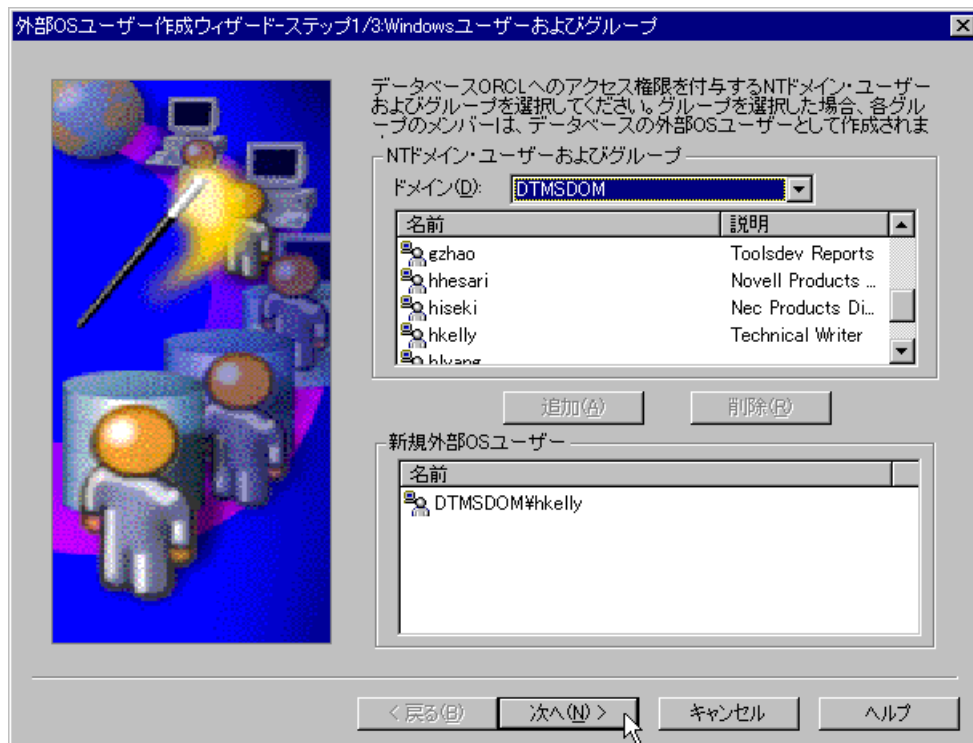 外部OSユーザー作成ウィザード-ステップ1/3:Windowsユーザーおよびグループ
データベースORCLへのアクセス権限を付与するNTドメイン・ユーザー
およびグループを選択してください。グループを選択した場合、各グル
ープのメンバーは、データベースの外部OSユーザーとして作成されま
NTドメイン・ユーザーおよびグループ
ドメイン(D): DTMSDOM
名前 説明
gzhao Toolsdev Reports
hhesari Novell Products ...
hiseki Nec Products Di...
hkelly Technical Writer
追加(A) 削除(R)
新規外部OSユーザー
名前
DTMSDOM¥hkelly
< 戻る(B) 次へ(N) > キャンセル ヘルプ